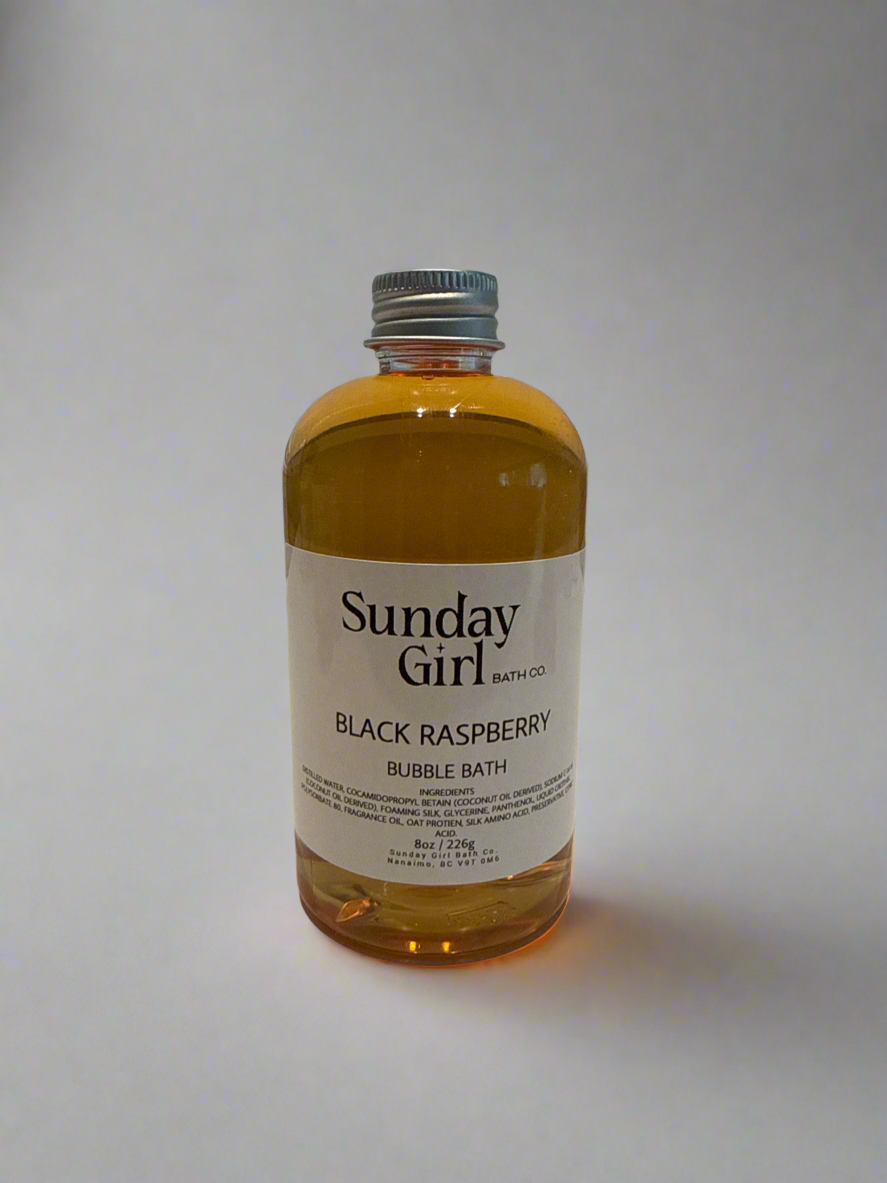 Sunday
Girl BATH CO.
BLACK RASPBERRY
BUBBLE BATH
INGREDIENTS
DISTILLED WATER, COCAMIDOPROPYL BETAIN (COCONUT OIL DERIVED), SODIUM
(COCONUT OIL DERIVED), FOAMING SILK, GLYCERINE, PANTHENOL, LIQUID
POLYSORBATE 80, FRAGRANCE OIL, OAT PROTIEN, SILK AMINO ACID, PRESERVATIVE,
ACID.
8oz / 226g
Sunday Girl Bath Co.
Nanaimo, BC V9T 0M6